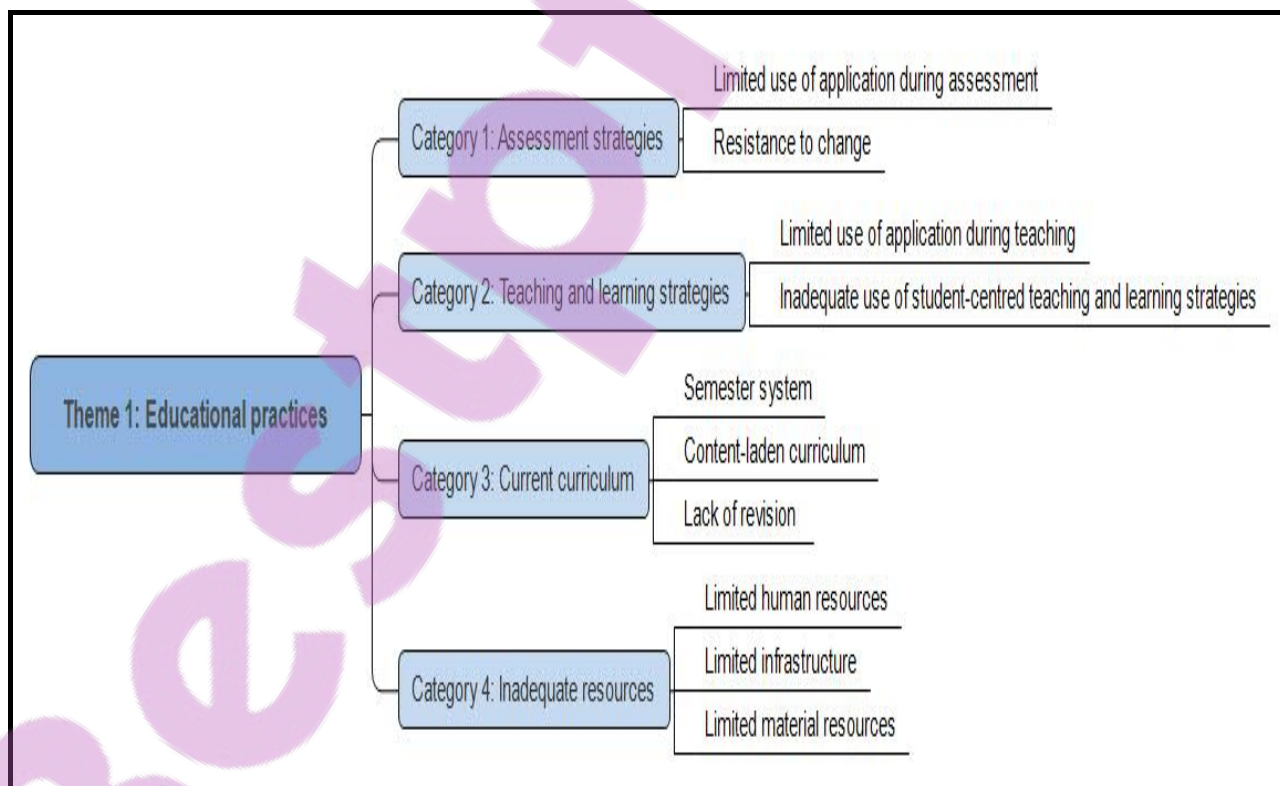 Limited use of application during assessment
Category 1: Assessment strategies
Resistance to change
Limited use of application during teaching
Category 2: Teaching and learning strategies
Inadequate use of student-centred teaching and learning strategies
Theme 1: Educational practices
Semester system
Content-laden curriculum
Category 3: Current curriculum
Lack of revision
Limited human resources
Limited infrastructure
Category 4: Inadequate resources
Limited material resources
Bestp